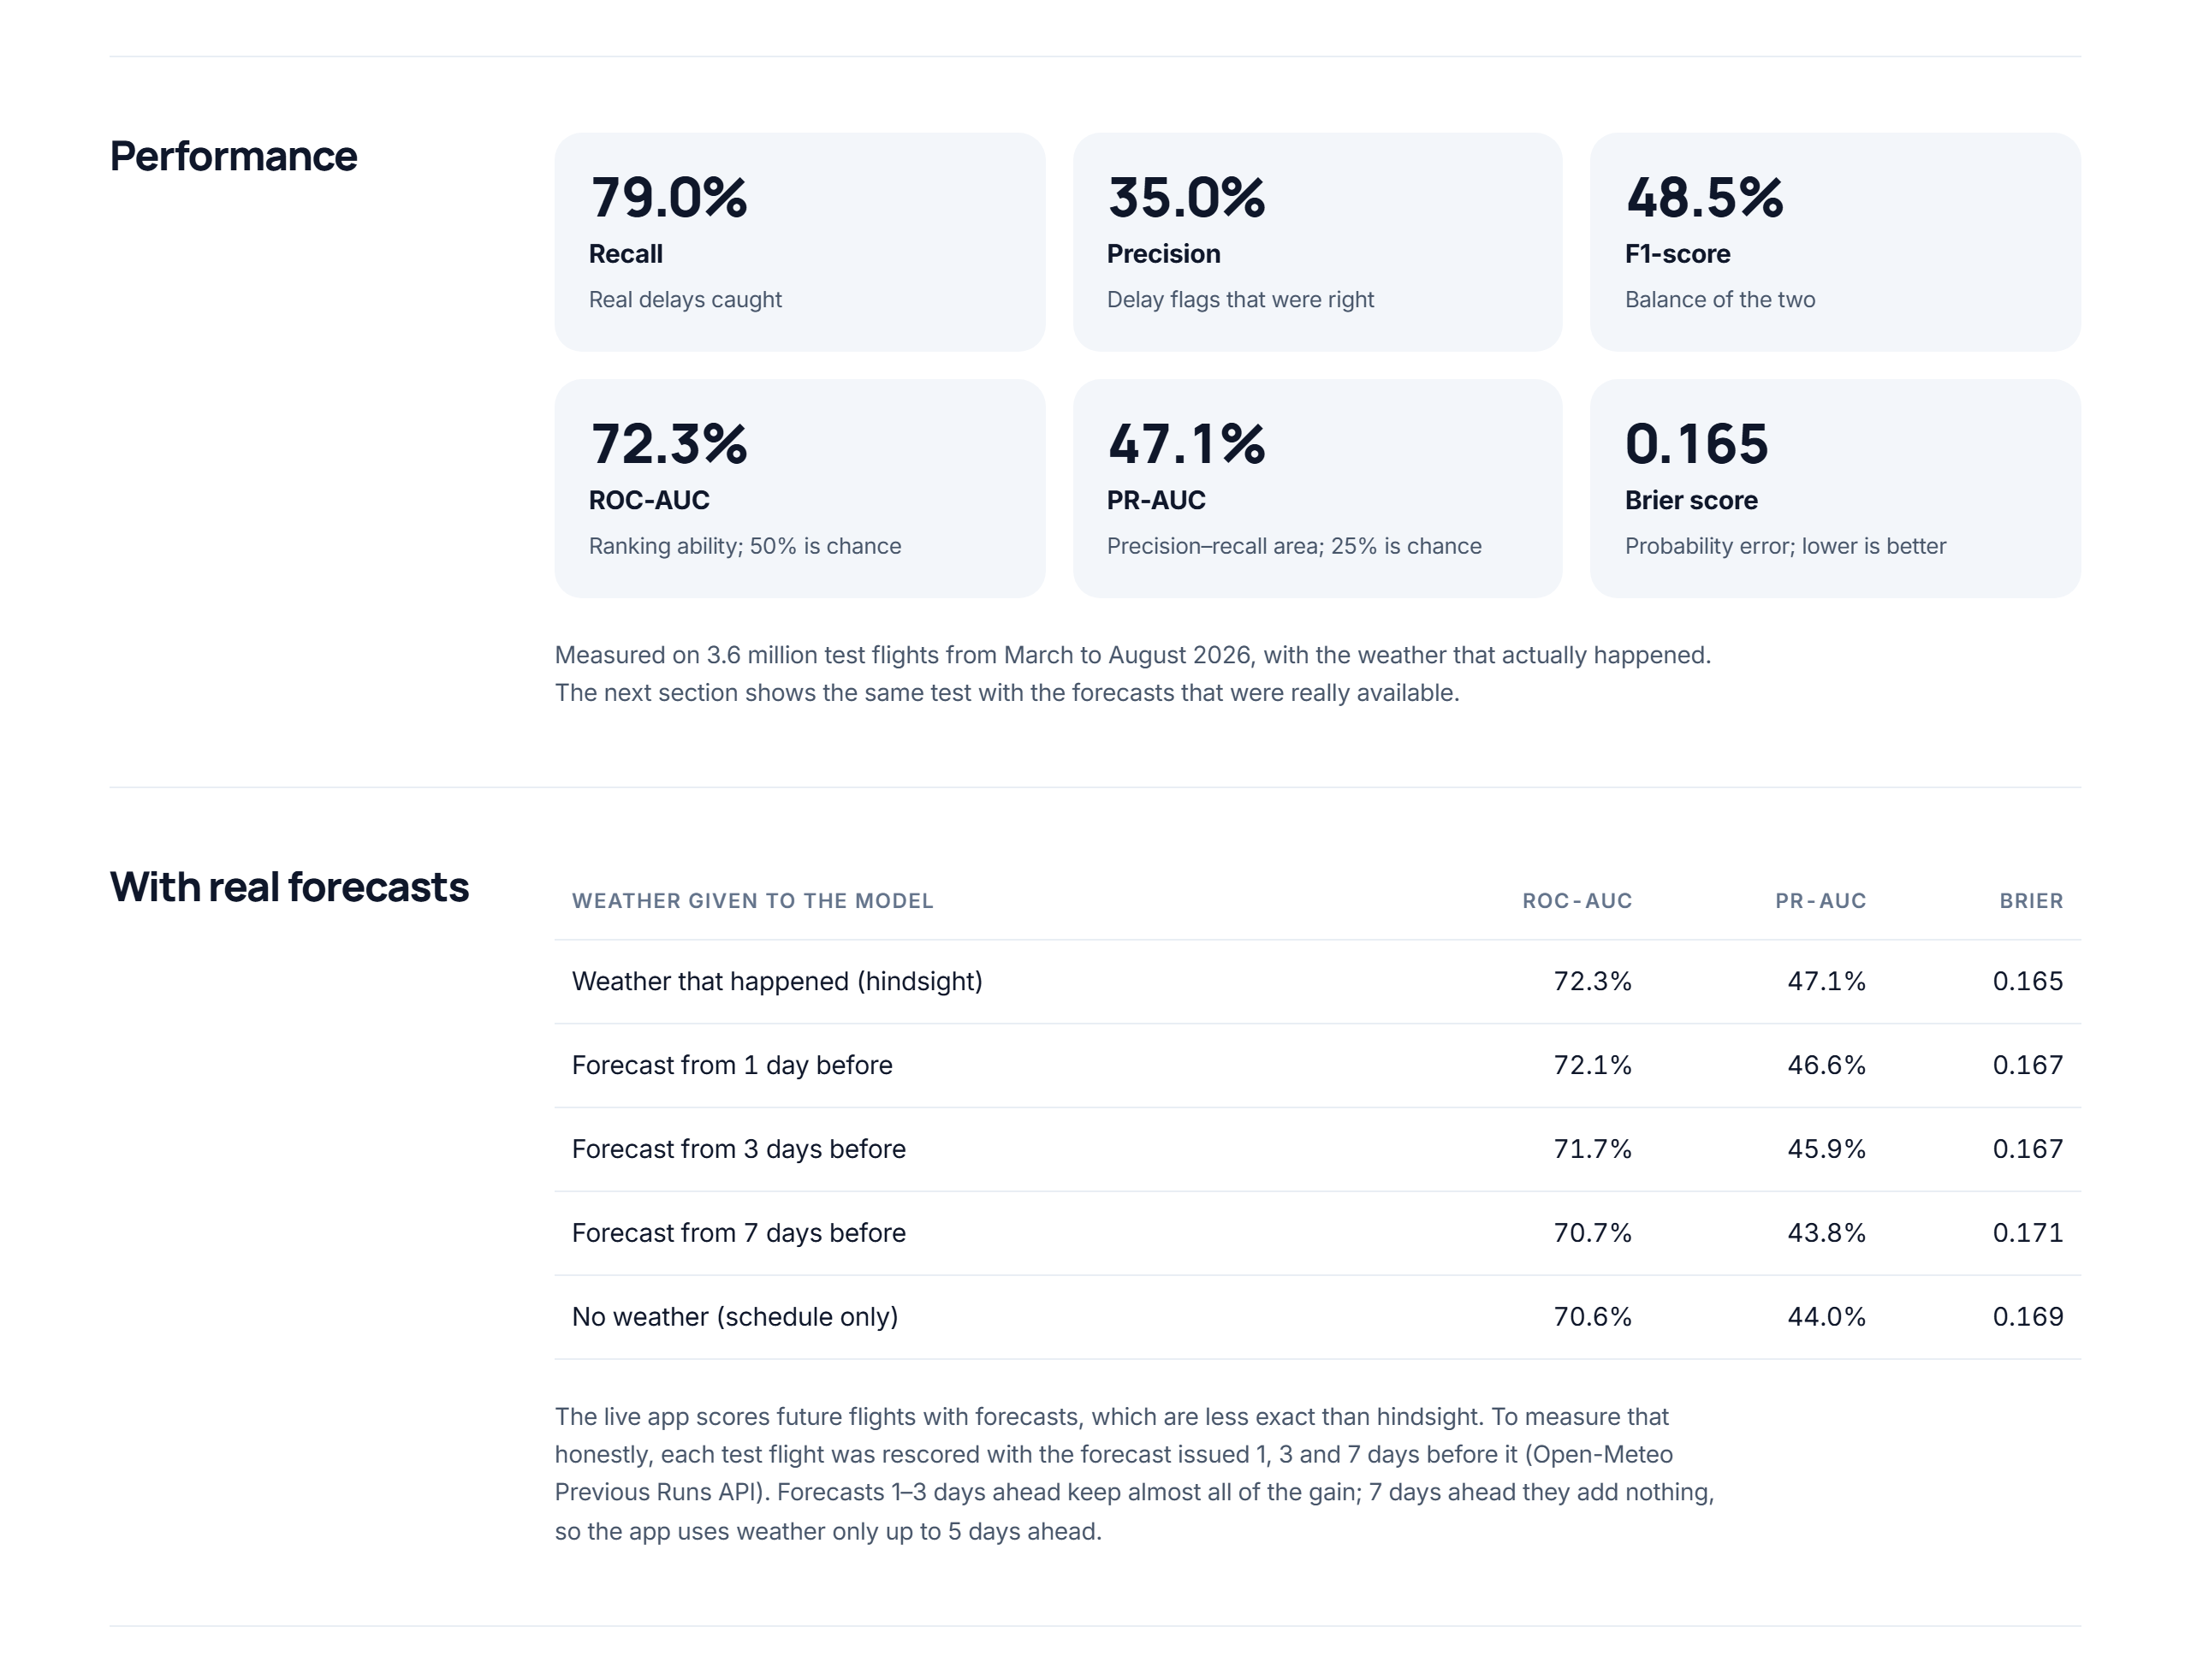 Performance
79.0%
Recall
Real delays caught
35.0%
Precision
Delay flags that were right
48.5%
F1-score
Balance of the two
72.3%
ROC-AUC
Ranking ability; 50% is chance
47.1%
PR-AUC
Precision–recall area; 25% is chance
0.165
Brier score
Probability error; lower is better
Measured on 3.6 million test flights from March to August 2026, with the weather that actually happened.
The next section shows the same test with the forecasts that were really available.
With real forecasts
WEATHER GIVEN TO THE MODEL ROC-AUC PR-AUC BRIER
Weather that happened (hindsight) 72.3% 47.1% 0.165
Forecast from 1 day before 72.1% 46.6% 0.167
Forecast from 3 days before 71.7% 45.9% 0.167
Forecast from 7 days before 70.7% 43.8% 0.171
No weather (schedule only) 70.6% 44.0% 0.169
The live app scores future flights with forecasts, which are less exact than hindsight. To measure that
honestly, each test flight was rescored with the forecast issued 1, 3 and 7 days before it (Open-Meteo
Previous Runs API). Forecasts 1–3 days ahead keep almost all of the gain; 7 days ahead they add nothing,
so the app uses weather only up to 5 days ahead.